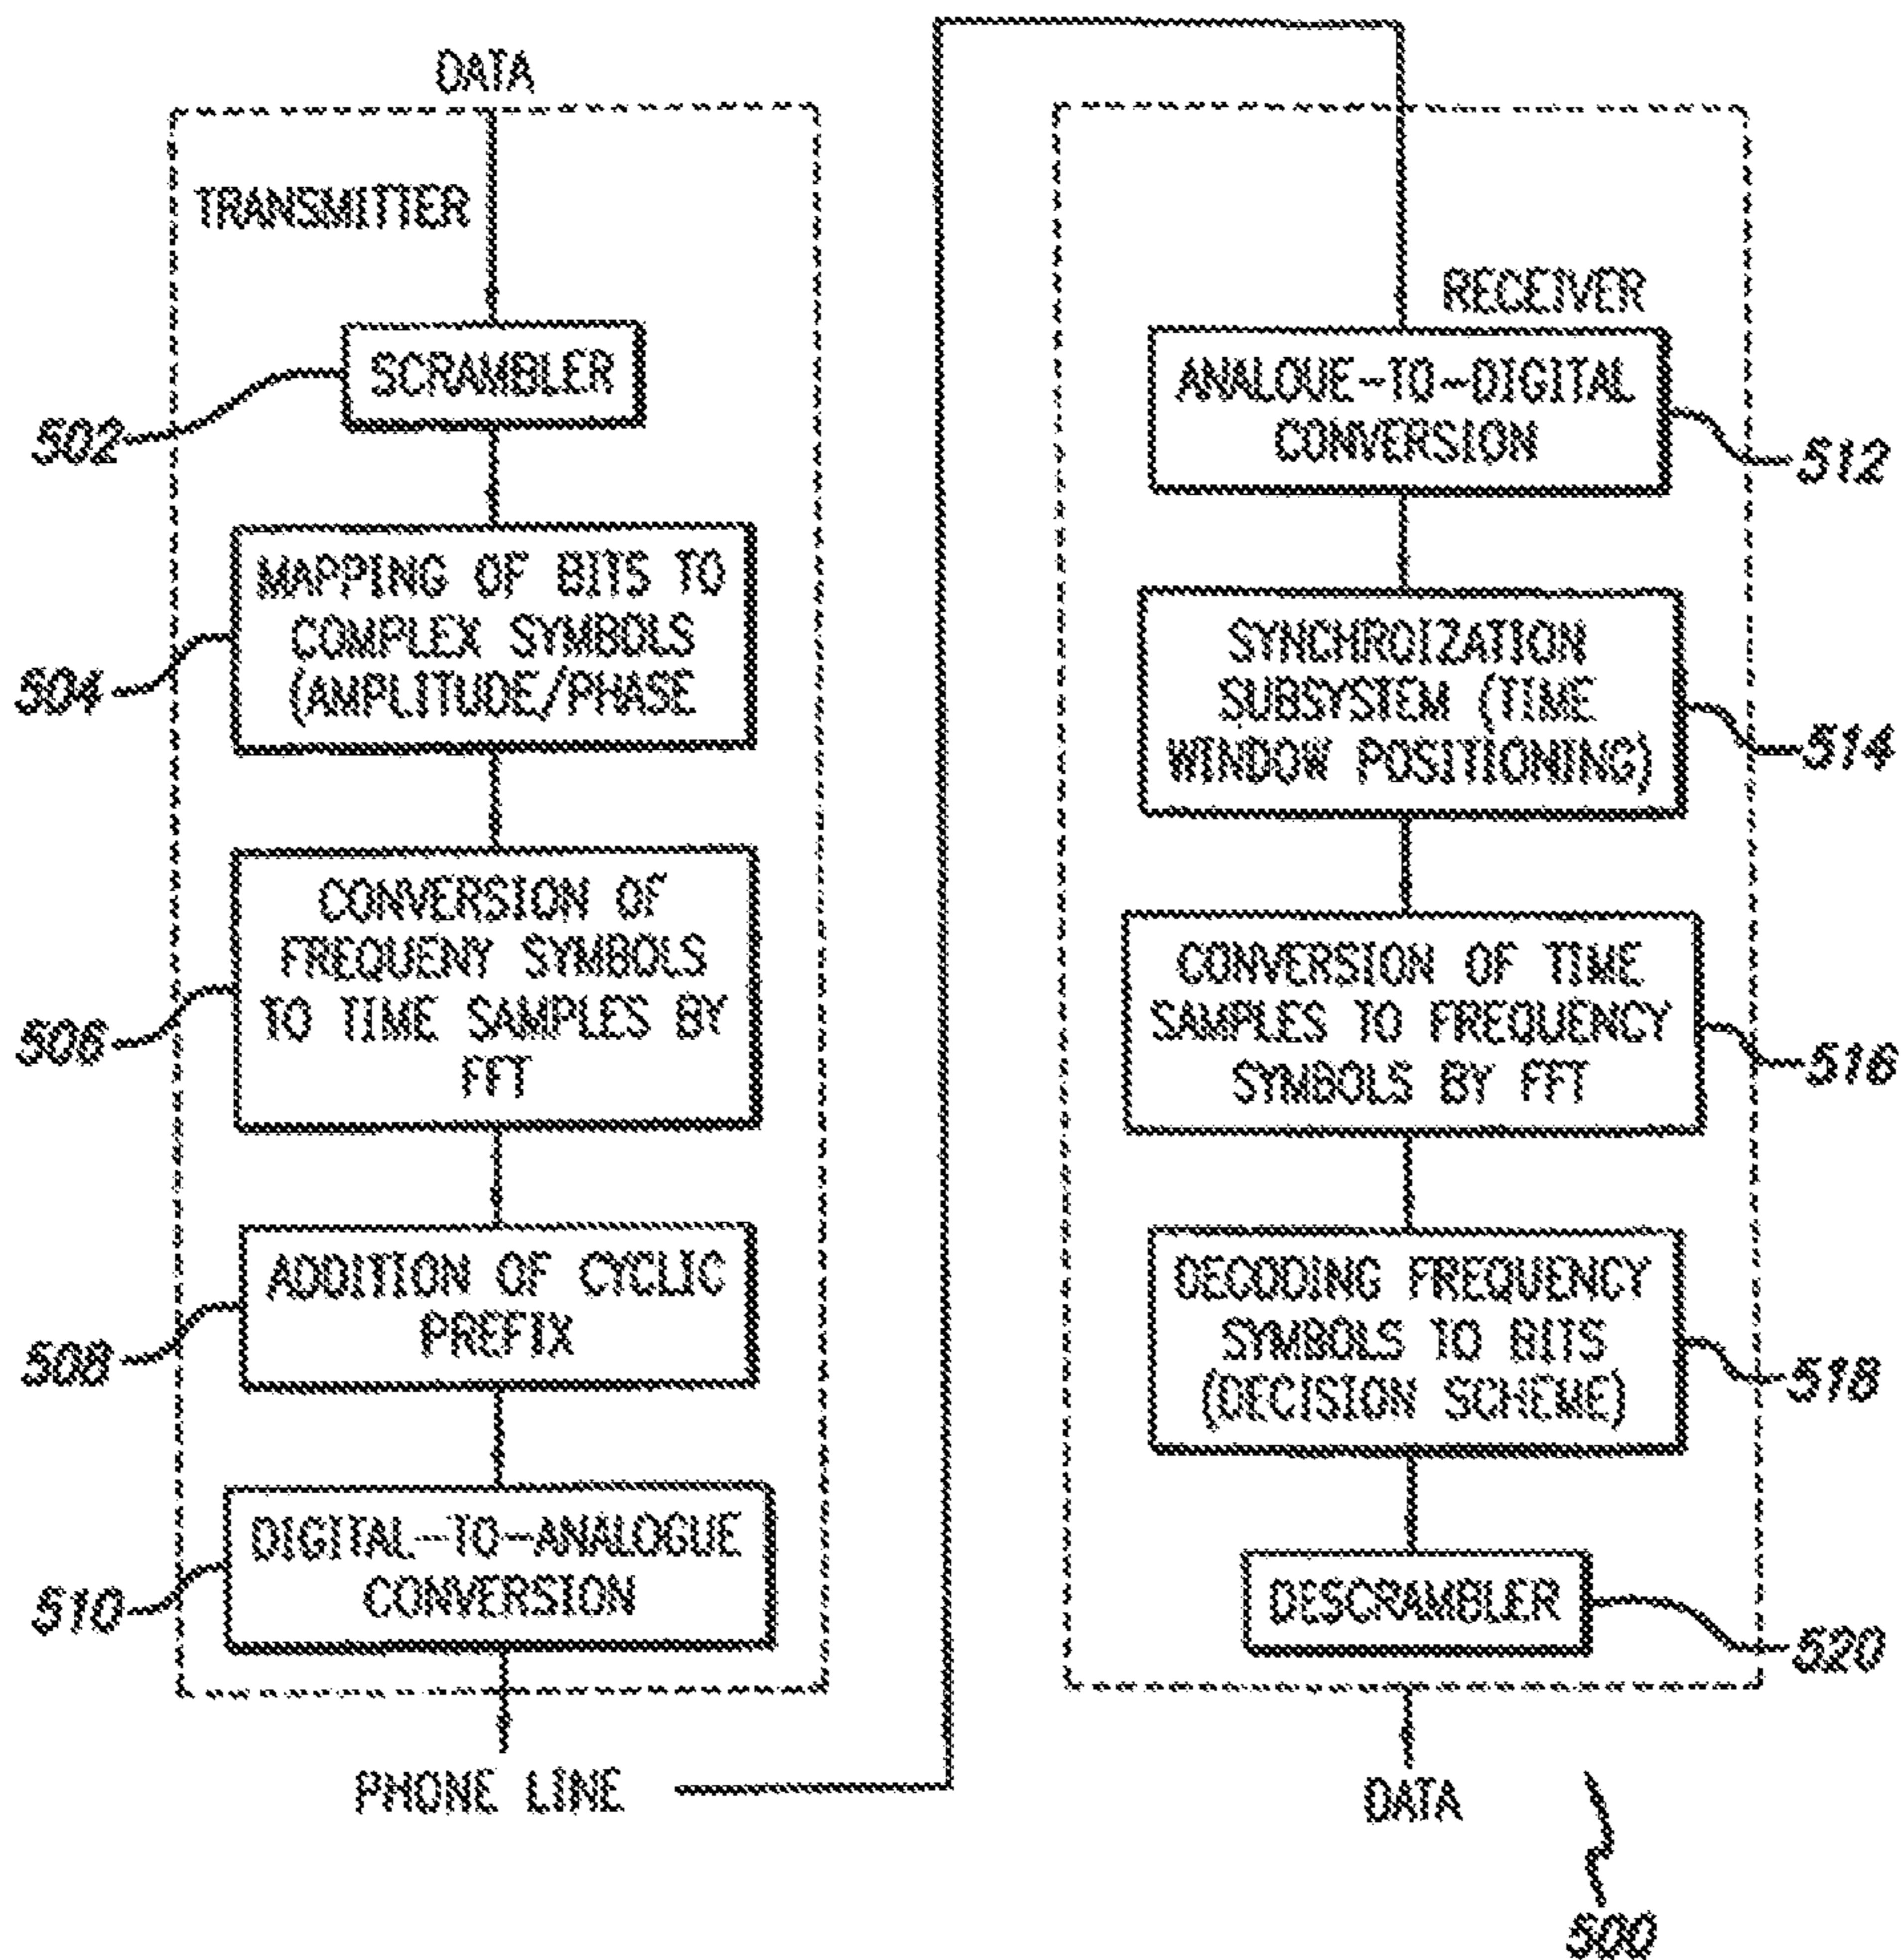 DATA
TRANSMITTER
SCRAMBLER
502
MAPPING OF BITS TO
COMPLEX SYMBOLS
(AMPLITUDE/PHASE
504
CONVERSION OF
FREQUENY SYMBOLS
TO TIME SAMPLES BY
FFT
506
ADDITION OF CYCLIC
PREFIX
508
DIGITAL-TO-ANALOGUE
CONVERSION
510
PHONE LINE
RECEIVER
ANALOUE-TO-DIGITAL
CONVERSION
512
SYNCHROIZATION
SUBSYSTEM (TIME
WINDOW POSITIONING)
514
CONVERSION OF TIME
SAMPLES TO FREQUENCY
SYMBOLS BY FFT
516
DECODING FREQUENCY
SYMBOLS TO BITS
(DECISION SCHEME)
518
DESCRAMBLER
520
DATA
500